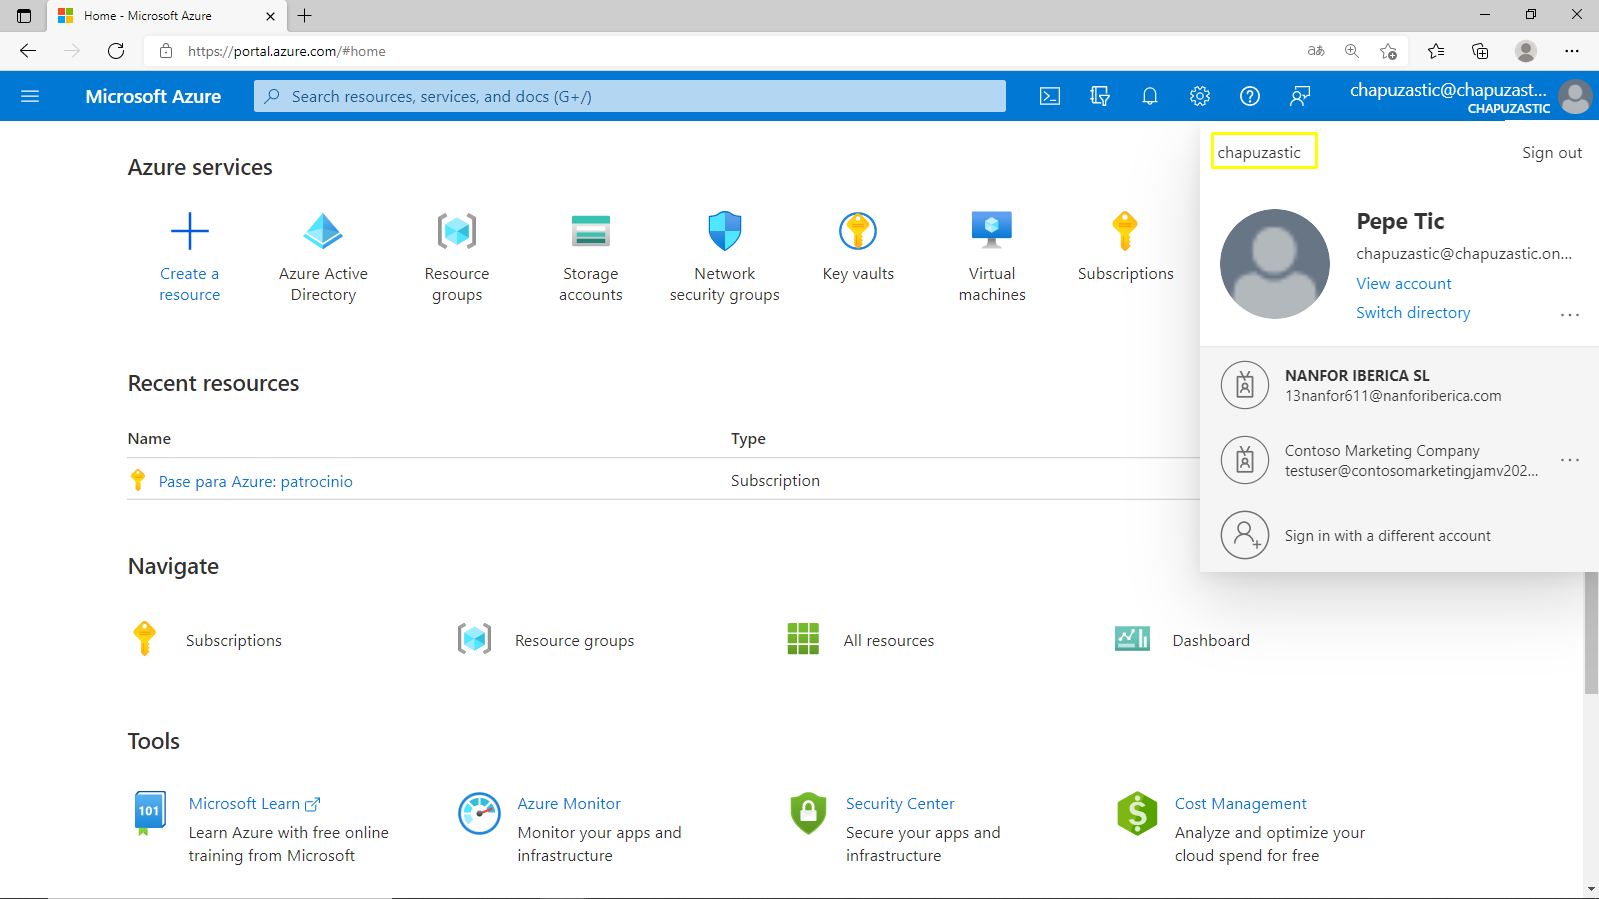 Home - Microsoft Azure
https://portal.azure.com/#home
Microsoft Azure
Search resources, services, and docs (G+/)
chapuzastic@chapuzast...
CHAPUZASTIC
chapuzastic
Sign out
Pepe Tic
chapuzastic@chapuzastic.on...
View account
Switch directory
NANFOR IBERICA SL
13nanfor611@nanforiberica.com
Contoso Marketing Company
testuser@contosomarketingjamv202...
Sign in with a different account
Azure services
Create a
resource
Azure Active
Directory
Resource
groups
Storage
accounts
Network
security groups
Key vaults
Virtual
machines
Subscriptions
Recent resources
Name
Type
Pase para Azure: patrocinio
Subscription
Navigate
Subscriptions
Resource groups
All resources
Dashboard
Tools
101
Microsoft Learn
Learn Azure with free online
training from Microsoft
Azure Monitor
Monitor your apps and
infrastructure
Security Center
Secure your apps and
infrastructure
$
Cost Management
Analyze and optimize your
cloud spend for free